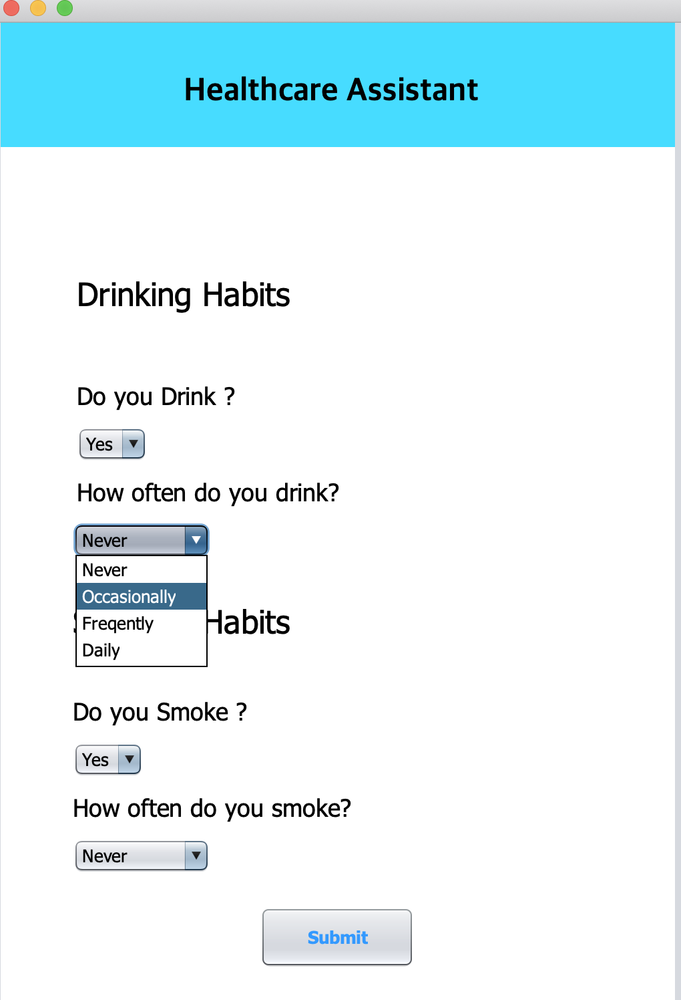 Healthcare Assistant
Drinking Habits
Do you Drink ?
Yes
How often do you drink?
Never
Never
Occasionally
Freqently
Daily
Habits
Do you Smoke ?
Yes
How often do you smoke?
Never
Submit